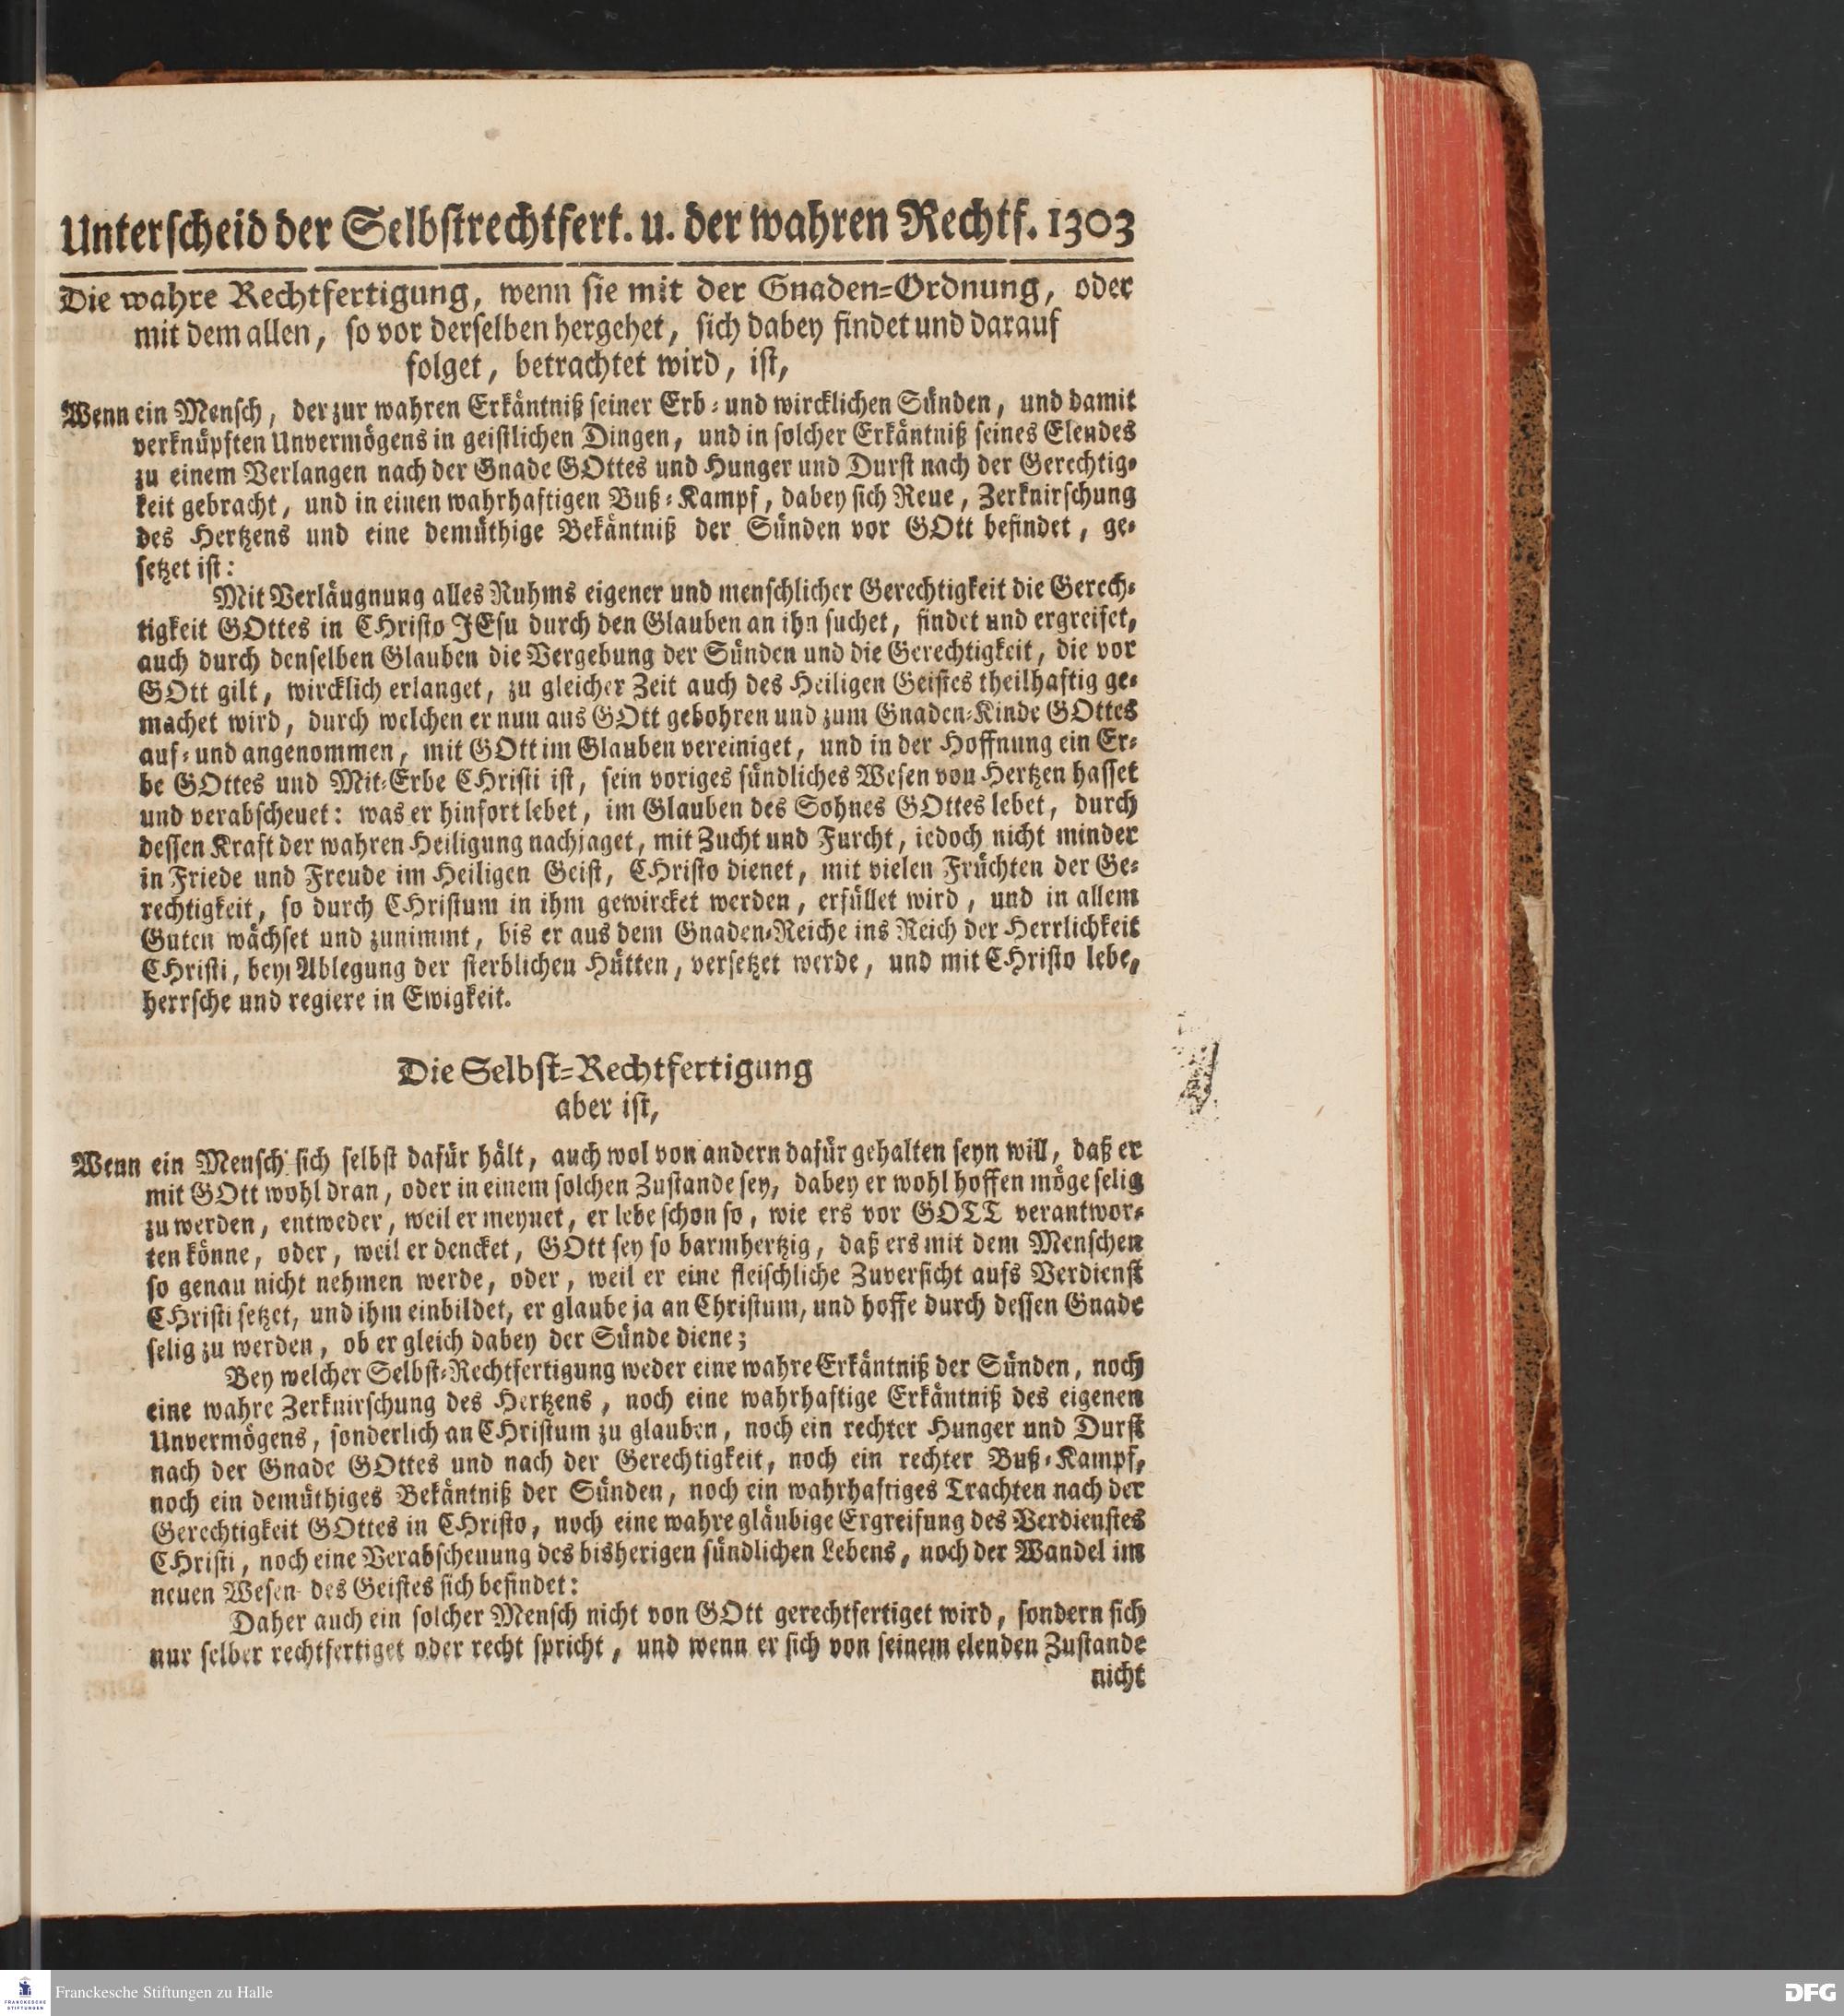 Unterscheid der Selbstrechtfert. u. der wahren Rechtf. 1303
Die wahre Rechtfertigung, wenn sie mit der Gnaden-Ordnung, oder
mit dem allen, so vor derselben hergehet, sich dabey findet und darauf
folget, betrachtet wird, ist,
Wenn ein Mensch, der zur wahren Erkäntniß seiner Erb- und wircklichen Sünden, und damit
verknüpften Unvermögens in geistlichen Dingen, und in solcher Erkäntniß seines Elendes
zu einem Verlangen nach der Gnade GOttes und Hunger und Durst nach der Gerechtig-
keit gebracht, und in einen wahrhaftigen Buß-Kampf, dabey sich Reue, Zerknirschung
des Hertzens und eine demüthige Bekäntniß der Sünden vor GOtt befindet, ge-
setzet ist:
Mit Verläugnung alles Ruhms eigener und menschlicher Gerechtigkeit die Gerech-
tigkeit GOttes in CHristo JEsu durch den Glauben an ihn suchet, findet und ergreifet,
auch durch denselben Glauben die Vergebung der Sünden und die Gerechtigkeit, die vor
GOtt gilt, wircklich erlanget, zu gleicher Zeit auch des Heiligen Geistes theilhaftig ge-
machet wird, durch welchen er nun aus GOtt gebohren und zum Gnaden-Kinde GOttes
auf- und angenommen, mit GOtt im Glauben vereiniget, und in der Hoffnung ein Er-
be GOttes und Mit-Erbe CHristi ist, sein voriges sündliches Wesen von Hertzen hasset
und verabscheuet: was er hinfort lebet, im Glauben des Sohnes GOttes lebet, durch
dessen Kraft der wahren Heiligung nachjaget, mit Zucht und Furcht, iedoch nicht minder
in Friede und Freude im Heiligen Geist, CHristo dienet, mit vielen Früchten der Ge-
rechtigkeit, so durch CHristum in ihm gewircket werden, erfüllet wird, und in allem
Guten wächset und zunimmt, bis er aus dem Gnaden-Reiche ins Reich der Herrlichkeit
CHristi, bey Ablegung der sterblichen Hütten, versetzet werde, und mit CHristo lebe,
herrsche und regiere in Ewigkeit.
Die Selbst-Rechtfertigung
aber ist,
Wenn ein Mensch sich selbst dafür hält, auch wol von andern dafür gehalten seyn will, daß er
mit GOtt wohl dran, oder in einem solchen Zustande sey, dabey er wohl hoffen möge selig
zu werden, entweder, weil er meynet, er lebe schon so, wie ers vor GOTT verantwor-
ten könne, oder, weil er dencket, GOtt sey so barmhertzig, daß ers mit dem Menschen
so genau nicht nehmen werde, oder, weil er eine fleischliche Zuversicht aufs Verdienst
CHristi setzet, und ihm einbildet, er glaube ja an Christum, und hoffe durch dessen Gnade
selig zu werden, ob er gleich dabey der Sünde diene;
Bey welcher Selbst-Rechtfertigung weder eine wahre Erkäntniß der Sünden, noch
eine wahre Zerknirschung des Hertzens, noch eine wahrhaftige Erkäntniß des eigenen
Unvermögens, sonderlich an CHristum zu glauben, noch ein rechter Hunger und Durst
nach der Gnade GOttes und nach der Gerechtigkeit, noch ein rechter Buß-Kampf,
noch ein demüthiges Bekäntniß der Sünden, noch ein wahrhaftiges Trachten nach der
Gerechtigkeit GOttes in CHristo, noch eine wahre gläubige Ergreifung des Verdienstes
CHristi, noch eine Verabscheuung des bisherigen sündlichen Lebens, noch der Wandel im
neuen Wesen des Geistes sich befindet:
Daher auch ein solcher Mensch nicht von GOtt gerechtfertiget wird, sondern sich
nur selber rechtfertiget oder recht spricht, und wenn er sich von seinem elenden Zustande
nicht
FRANCKESCHE
STIFTUNGEN
Franckesche Stiftungen zu Halle
DFG